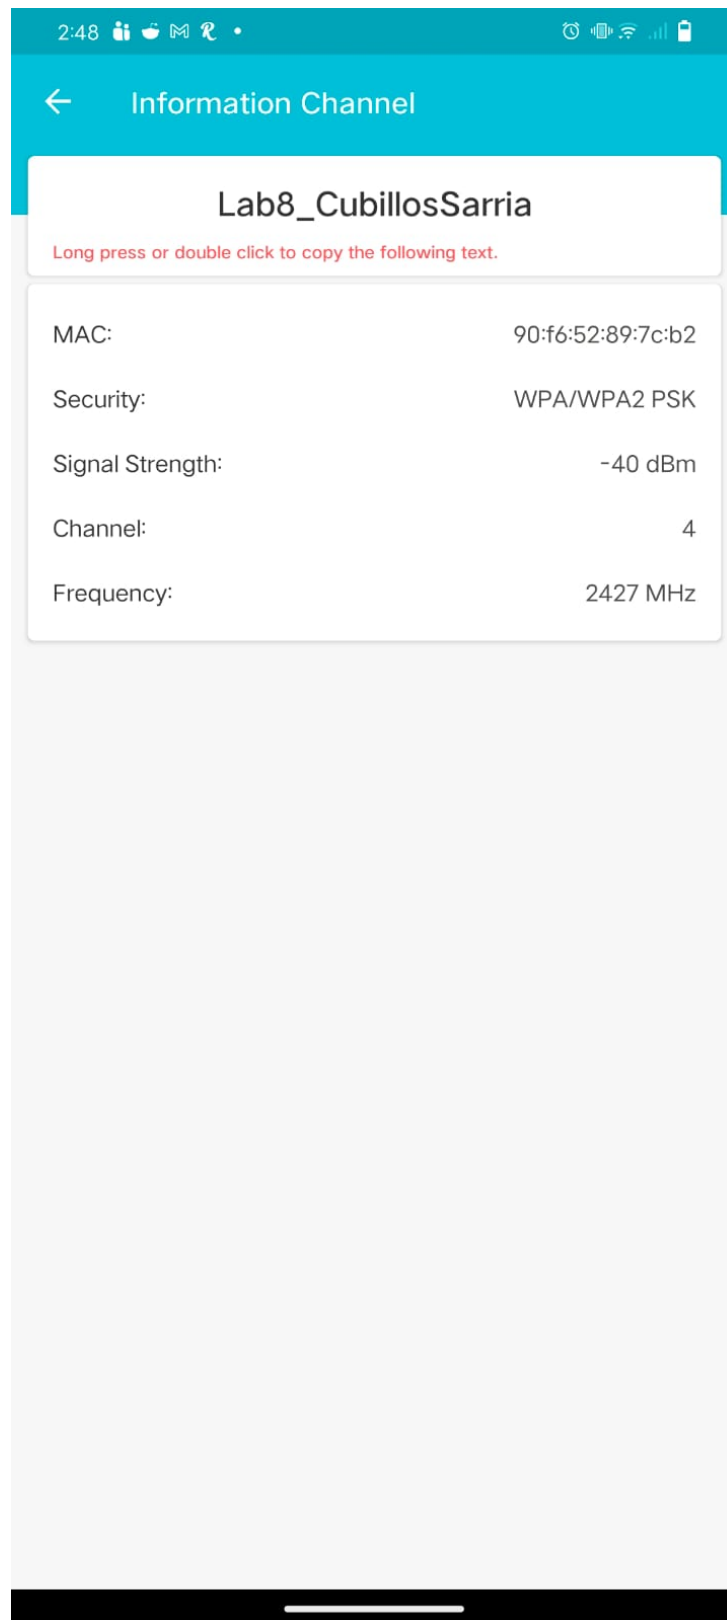 2:48
Information Channel
Lab8_CubillosSarria
Long press or double click to copy the following text.
MAC: 90:f6:52:89:7c:b2
Security: WPA/WPA2 PSK
Signal Strength: -40 dBm
Channel: 4
Frequency: 2427 MHz